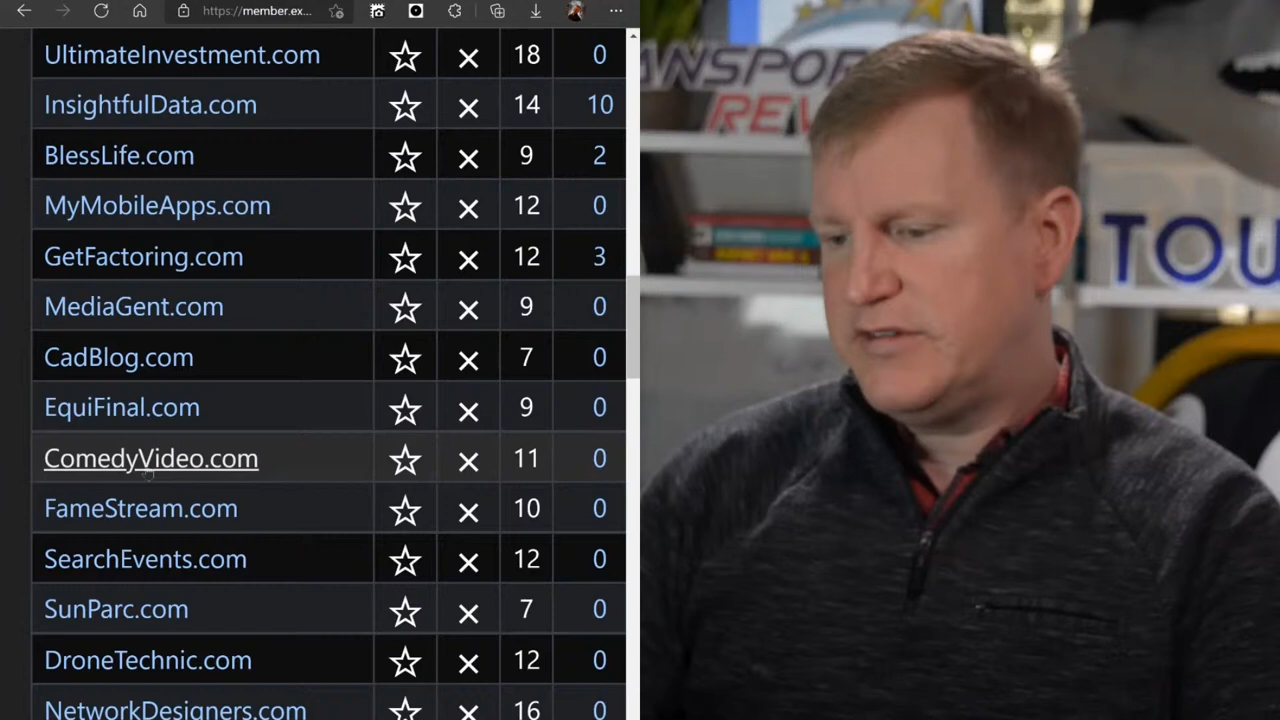 https://member.ex...
UltimateInvestment.com 18 0
InsightfulData.com 14 10
BlessLife.com 9 2
MyMobileApps.com 12 0
GetFactoring.com 12 3
MediaGent.com 9 0
CadBlog.com 7 0
EquiFinal.com 9 0
ComedyVideo.com 11 0
FameStream.com 10 0
SearchEvents.com 12 0
SunParc.com 7 0
DroneTechnic.com 12 0
NetworkDesigners.com 16 0
ANSPOR
REV
TOU